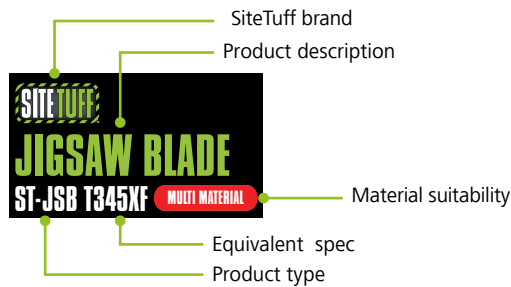 SiteTuff brand
Product description
SITETUFF
JIGSAW BLADE
ST-JSB T345XF MULTI MATERIAL
Material suitability
Equivalent spec
Product type